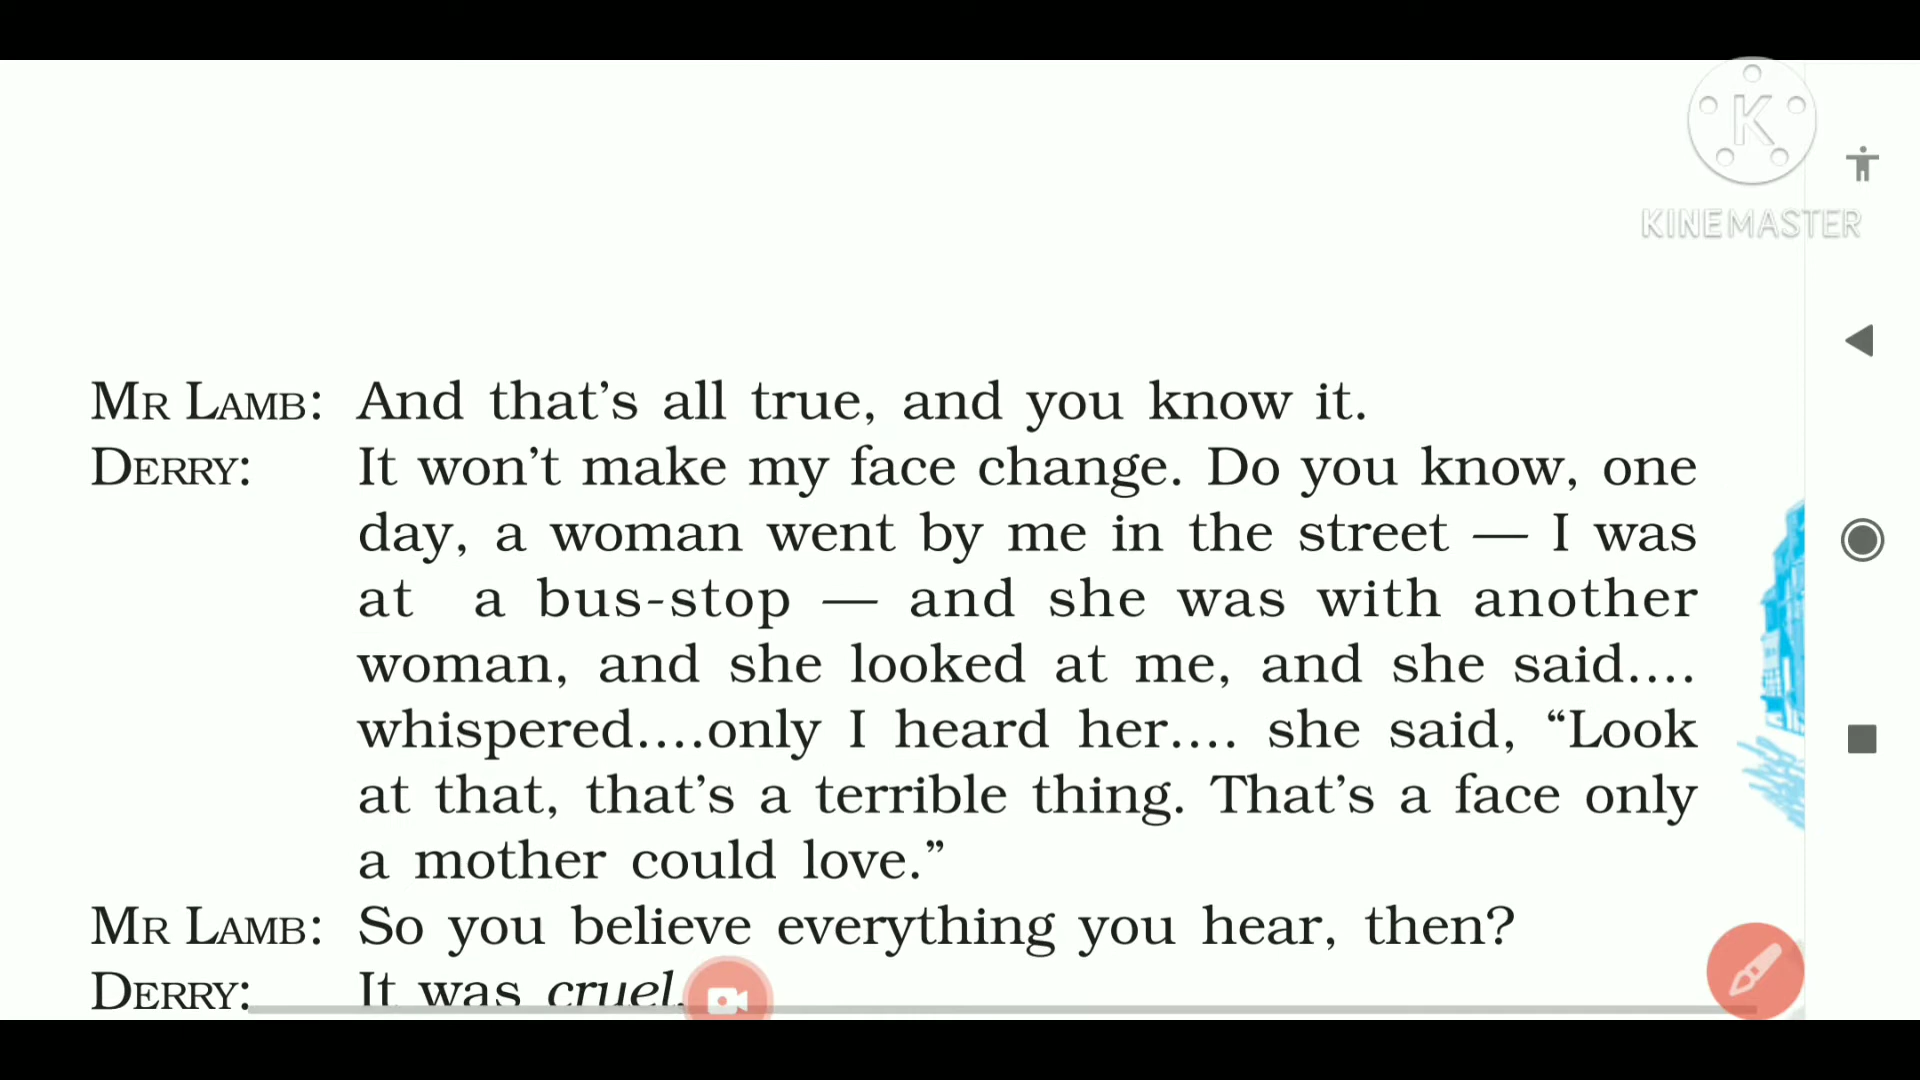 K
KINEMASTER
MR LAMB: And that’s all true, and you know it.
DERRY: It won’t make my face change. Do you know, one
day, a woman went by me in the street — I was
at a bus-stop — and she was with another
woman, and she looked at me, and she said....
whispered....only I heard her.... she said, “Look
at that, that’s a terrible thing. That’s a face only
a mother could love.”
MR LAMB: So you believe everything you hear, then?
DERRY: It was cruel.